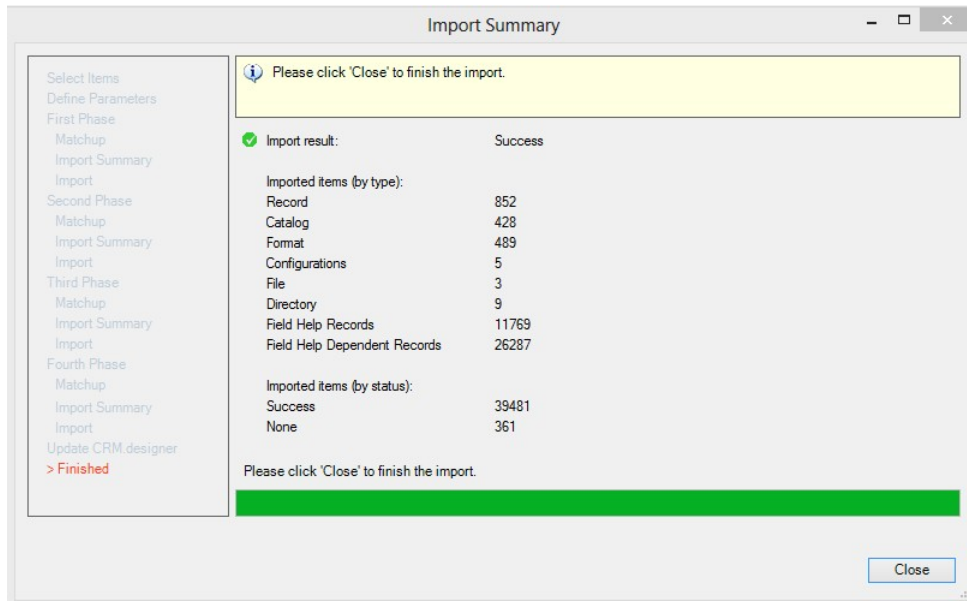 Import Summary
Select Items
Define Parameters
First Phase
Matchup
Import Summary
Import
Second Phase
Matchup
Import Summary
Import
Third Phase
Matchup
Import Summary
Import
Fourth Phase
Matchup
Import Summary
Import
Update CRM.designer
> Finished
Please click 'Close' to finish the import.
Import result: Success
Imported items (by type):
Record 852
Catalog 428
Format 489
Configurations 5
File 3
Directory 9
Field Help Records 11769
Field Help Dependent Records 26287
Imported items (by status):
Success 39481
None 361
Please click 'Close' to finish the import.
Close